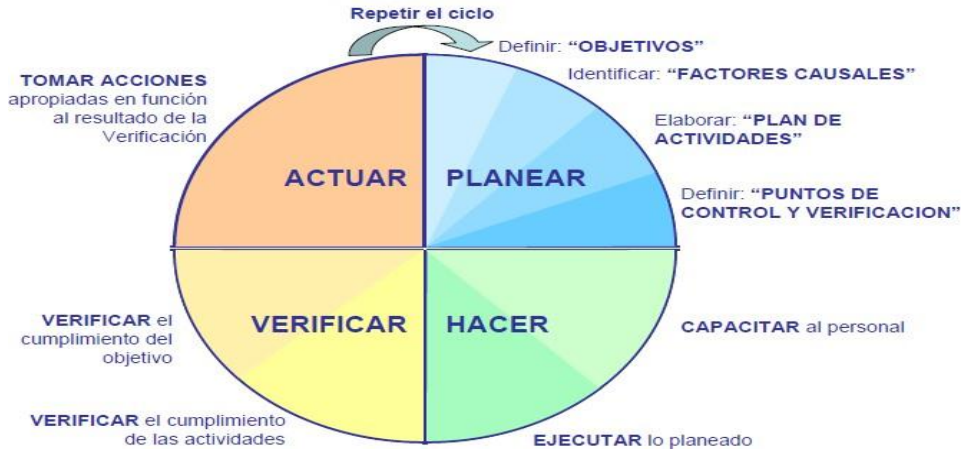 Repetir el ciclo
Definir: “OBJETIVOS”
Identificar: “FACTORES CAUSALES”
Elaborar: “PLAN DE
ACTIVIDADES”
Definir: “PUNTOS DE
CONTROL Y VERIFICACION”
PLANEAR
CAPACITAR al personal
HACER
EJECUTAR lo planeado
VERIFICAR
VERIFICAR el cumplimiento
de las actividades
VERIFICAR el
cumplimiento del
objetivo
ACTUAR
TOMAR ACCIONES
apropiadas en función
al resultado de la
Verificación